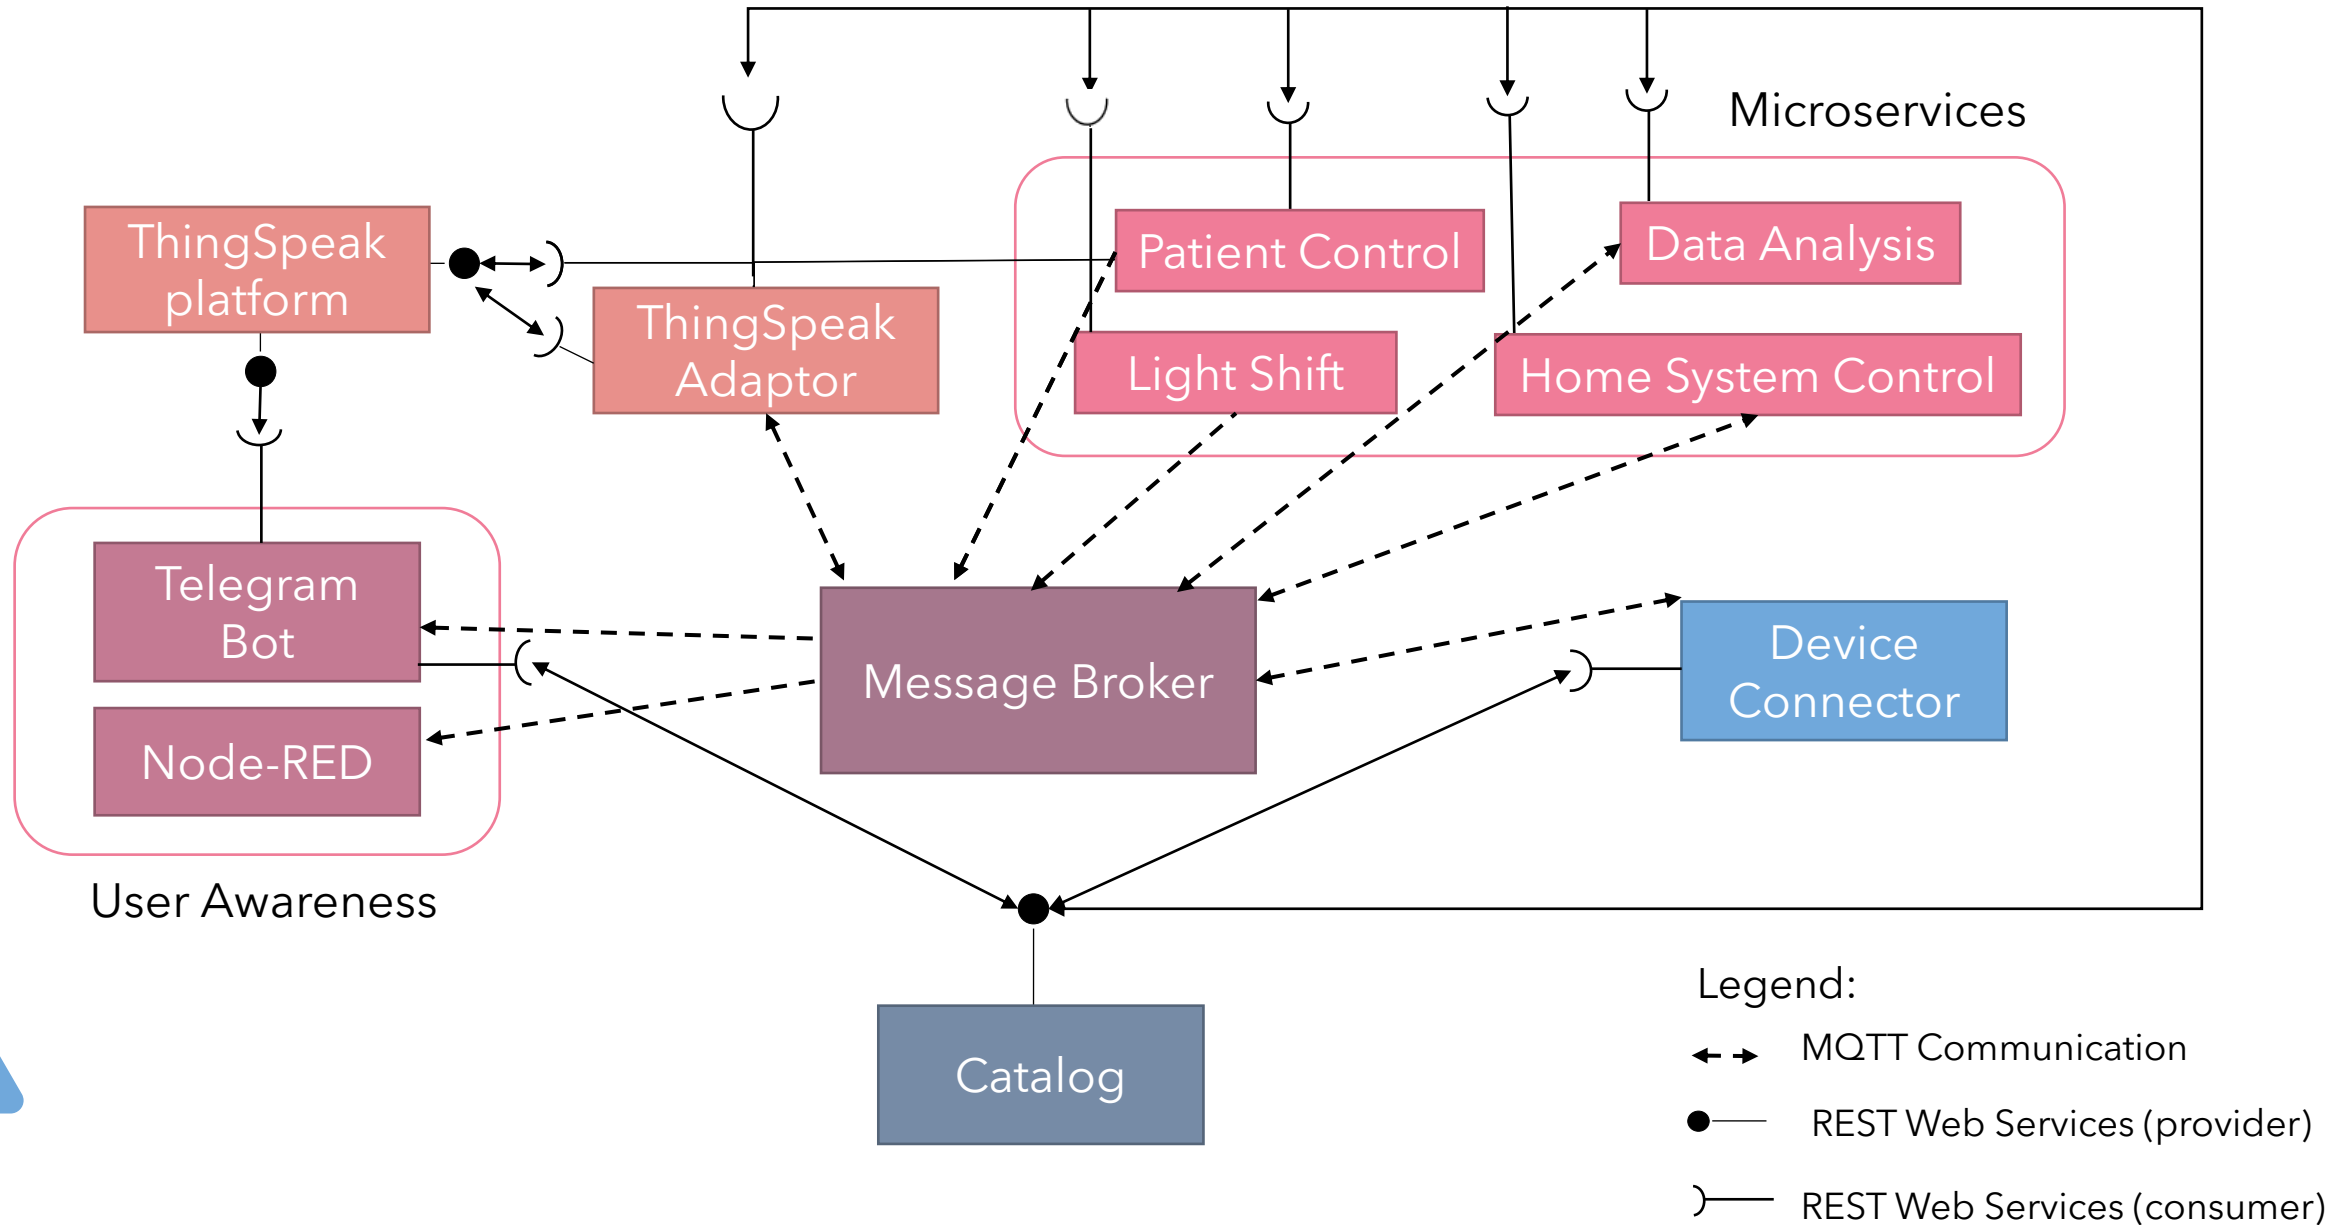 Microservices
ThingSpeak
platform
Patient Control
Data Analysis
ThingSpeak
Adaptor
Light Shift
Home System Control
Telegram
Bot
Message Broker
Device
Connector
Node-RED
User Awareness
Catalog
Legend:
MQTT Communication
REST Web Services (provider)
REST Web Services (consumer)